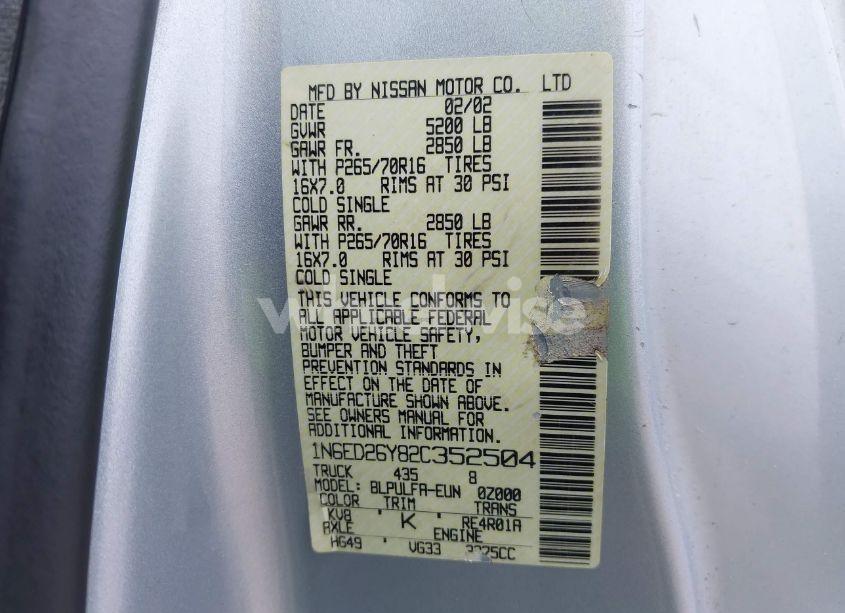 MFD BY NISSAN MOTOR CO. LTD
DATE 02/02
GVWR 5200 LB
GAWR FR. 2850 LB
WITH P265/70R16 TIRES
16X7.0 RIMS AT 30 PSI
COLD SINGLE
GAWR RR. 2850 LB
WITH P265/70R16 TIRES
16X7.0 RIMS AT 30 PSI
COLD SINGLE
THIS VEHICLE CONFORMS TO
ALL APPLICABLE FEDERAL
MOTOR VEHICLE SAFETY,
BUMPER AND THEFT
PREVENTION STANDARDS IN
EFFECT ON THE DATE OF
MANUFACTURE SHOWN ABOVE.
SEE OWNERS MANUAL FOR
ADDITIONAL INFORMATION.
1N6ED26Y82C352504
TRUCK 435 8
MODEL: BLPULFA-EUN 0Z000
COLOR TRIM TRANS
KV8 ' K ' RE4R01A
AXLE ENGINE
HG49 VG33 3275CC